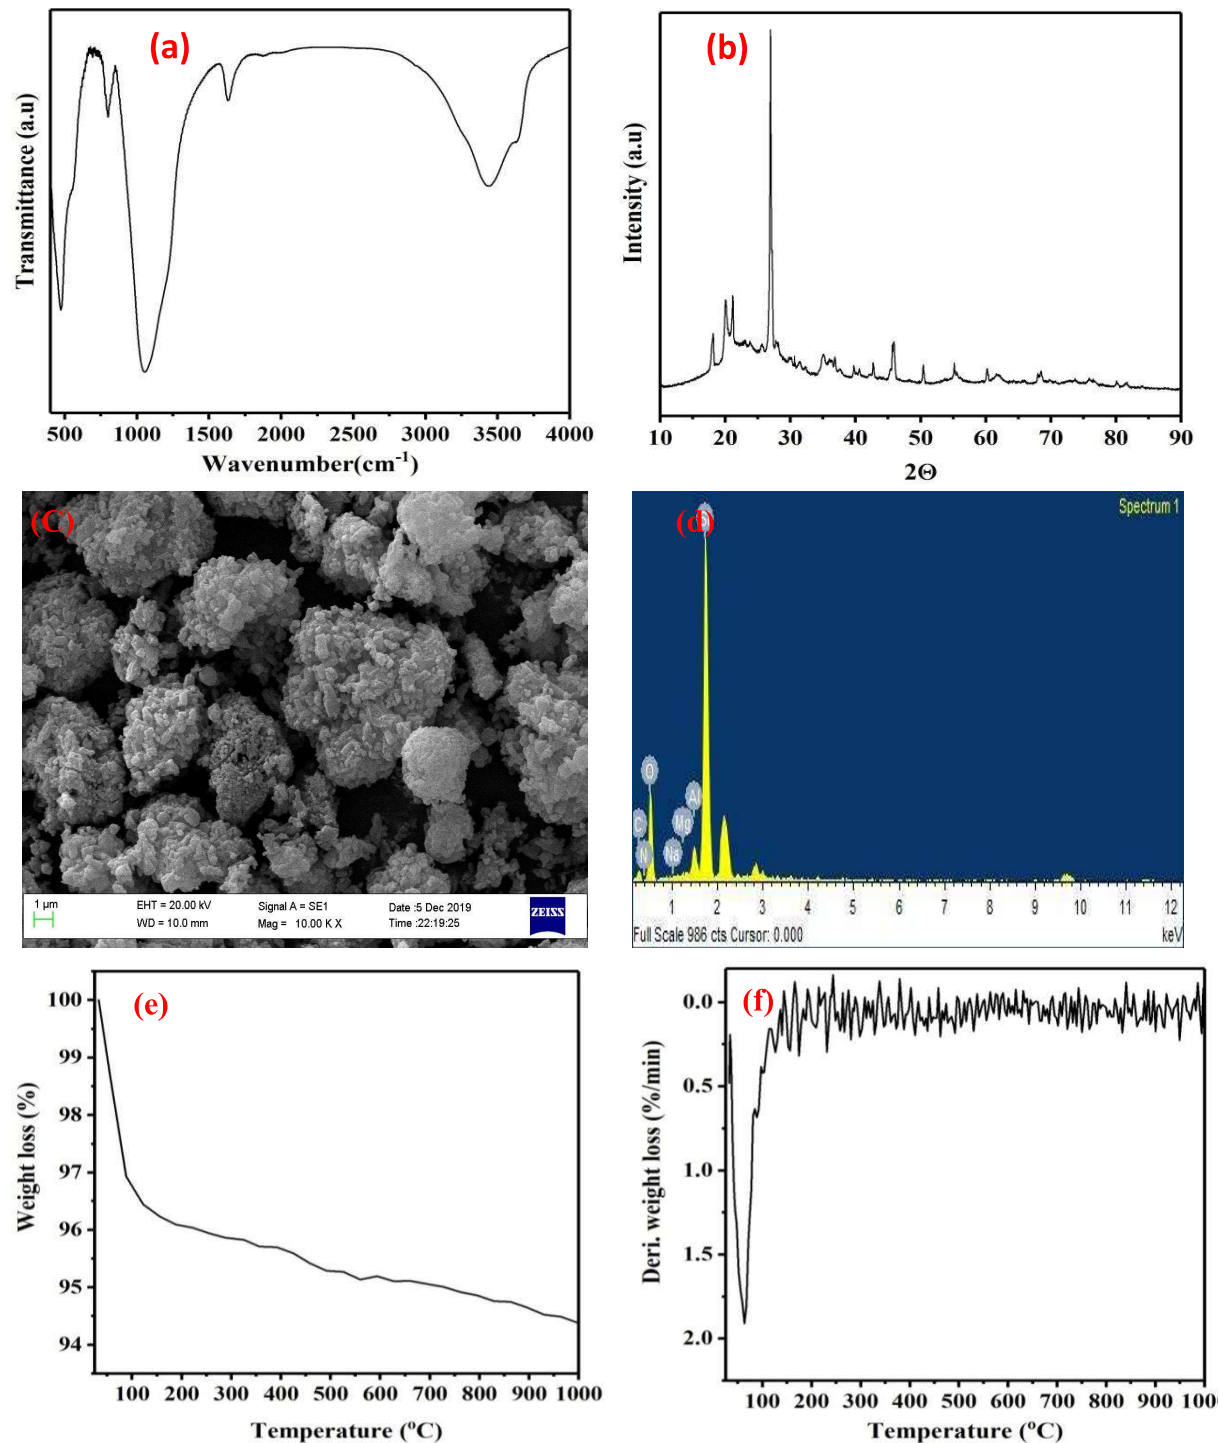 (a)
Transmittance (a.u)
500 1000 1500 2000 2500 3000 3500 4000
Wavenumber(cm-1)
(b)
Intensity (a.u)
10 20 30 40 50 60 70 80 90
2Θ
(C)
1 µm
EHT = 20.00 kV
Signal A = SE1
Date :5 Dec 2019
WD = 10.0 mm
Mag = 10.00 K X
Time :22:19:25
ZEISS
(d)
Spectrum 1
O
C
N
Na
Mg
Al
1 2 3 4 5 6 7 8 9 10 11 12
Full Scale 986 cts Cursor: 0.000
keV
(e)
Weight loss (%)
100
99
98
97
96
95
94
100 200 300 400 500 600 700 800 900 1000
Temperature (ºC)
(f)
Deri. weight loss (%/min)
0.0
0.5
1.0
1.5
2.0
100 200 300 400 500 600 700 800 900 100
Temperature (ºC)